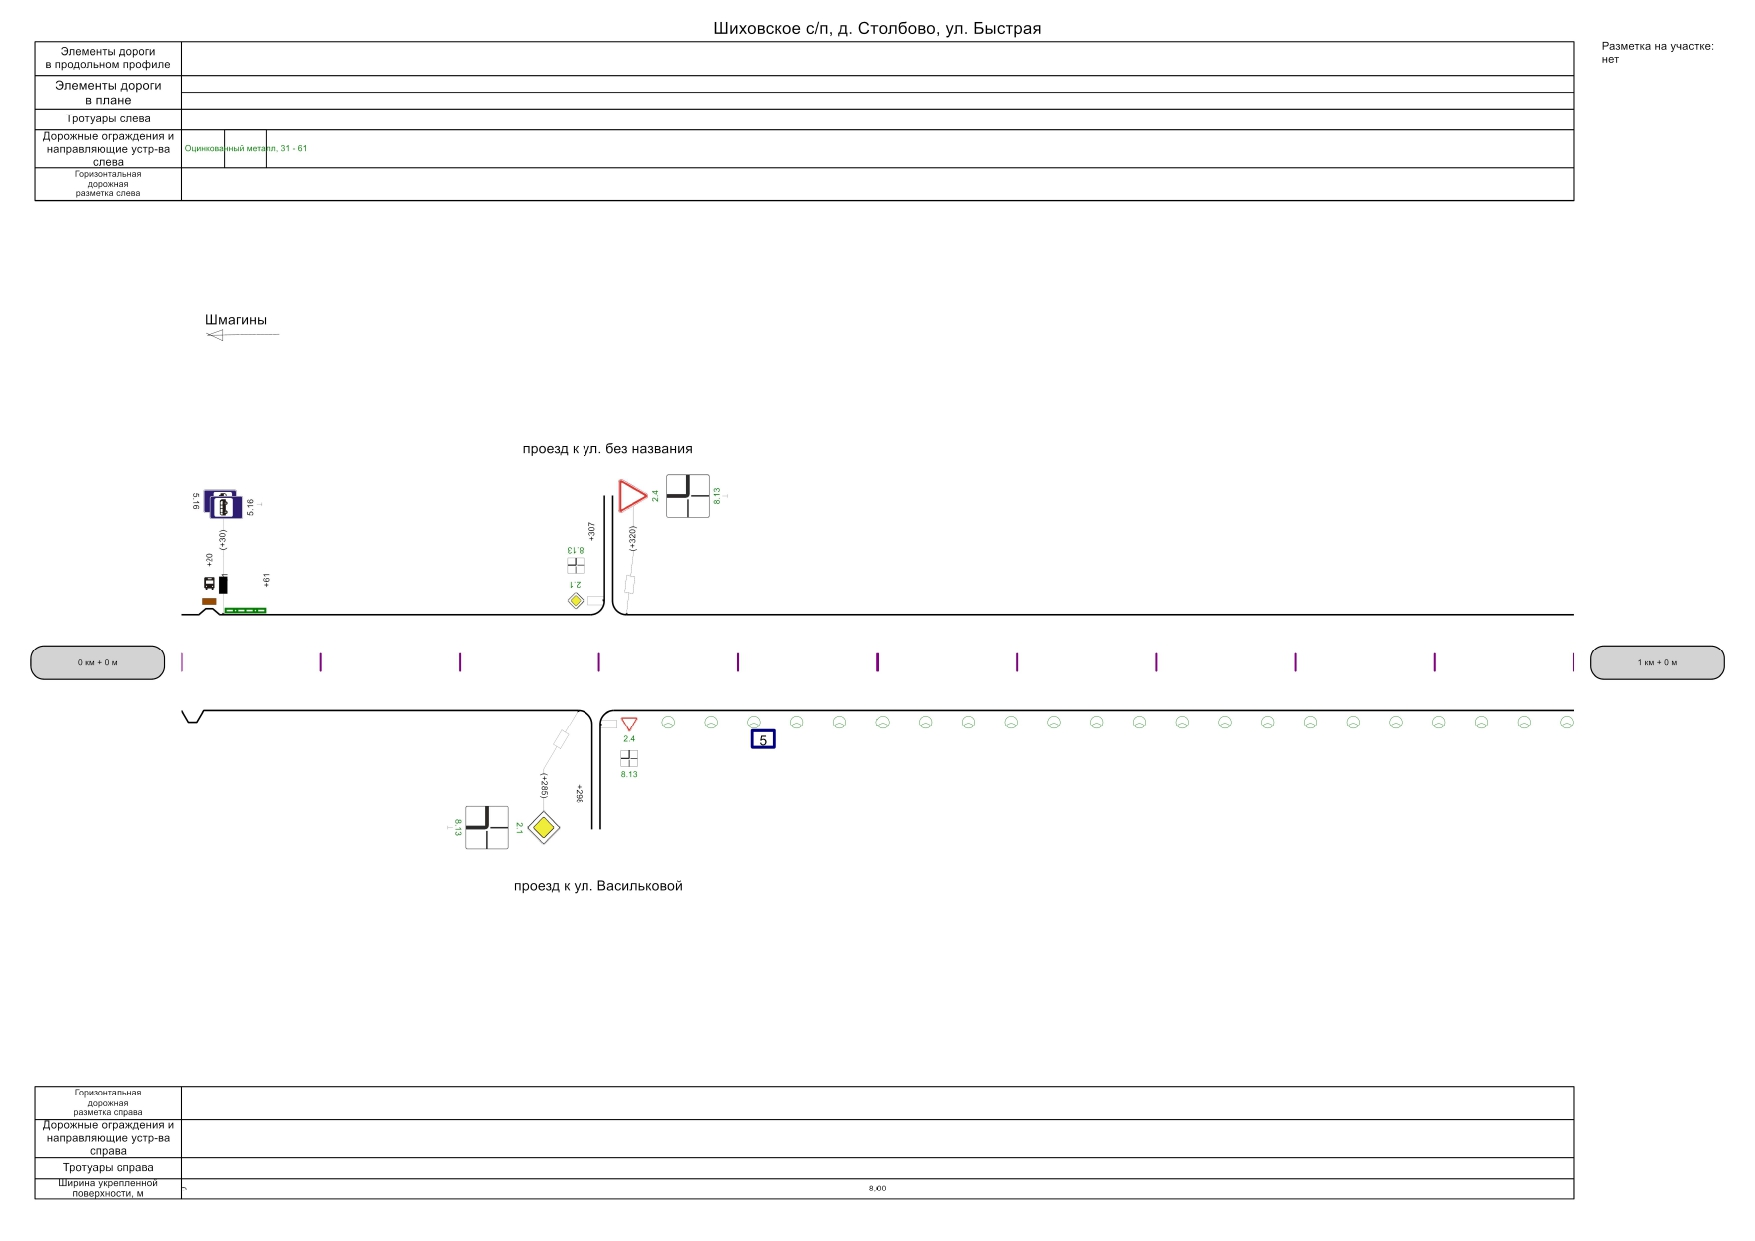 Шиховское с/п, д. Столбово, ул. Быстрая
Элементы дороги
в продольном профиле
Разметка на участке:
нет
Элементы дороги
в плане
Тротуары слева
Дорожные ограждения и
направляющие устр-ва
слева
Оцинкованный металл, 31 - 61
Горизонтальная
дорожная
разметка слева
Шмагины
проезд к ул. без названия
5.16
5.16
(+30)
+20
+61
8.13
2.1
+307
2.4
8.13
(+320)
0 км + 0 м
1 км + 0 м
2.4
8.13
5
(+285)
+296
8.13
2.1
проезд к ул. Васильковой
Горизонтальная
дорожная
разметка справа
Дорожные ограждения и
направляющие устр-ва
справа
Тротуары справа
Ширина укрепленной
поверхности, м
8,00